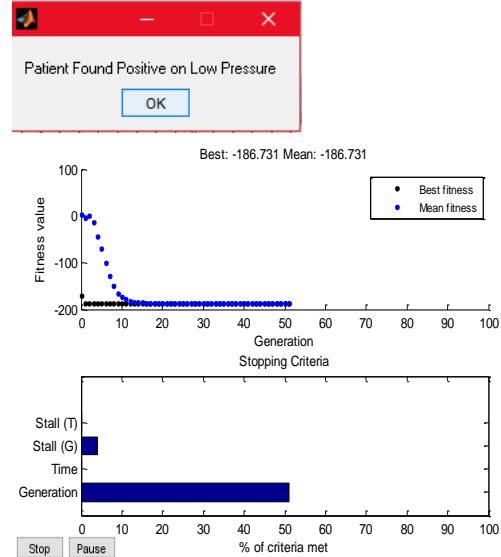 Patient Found Positive on Low Pressure
OK
Best: -186.731 Mean: -186.731
100
0
-100
-200
Fitness value
Best fitness
Mean fitness
0 10 20 30 40 50 60 70 80 90 100
Generation
Stopping Criteria
Stall (T)
Stall (G)
Time
Generation
0 10 20 30 40 50 60 70 80 90 100
% of criteria met
Stop Pause